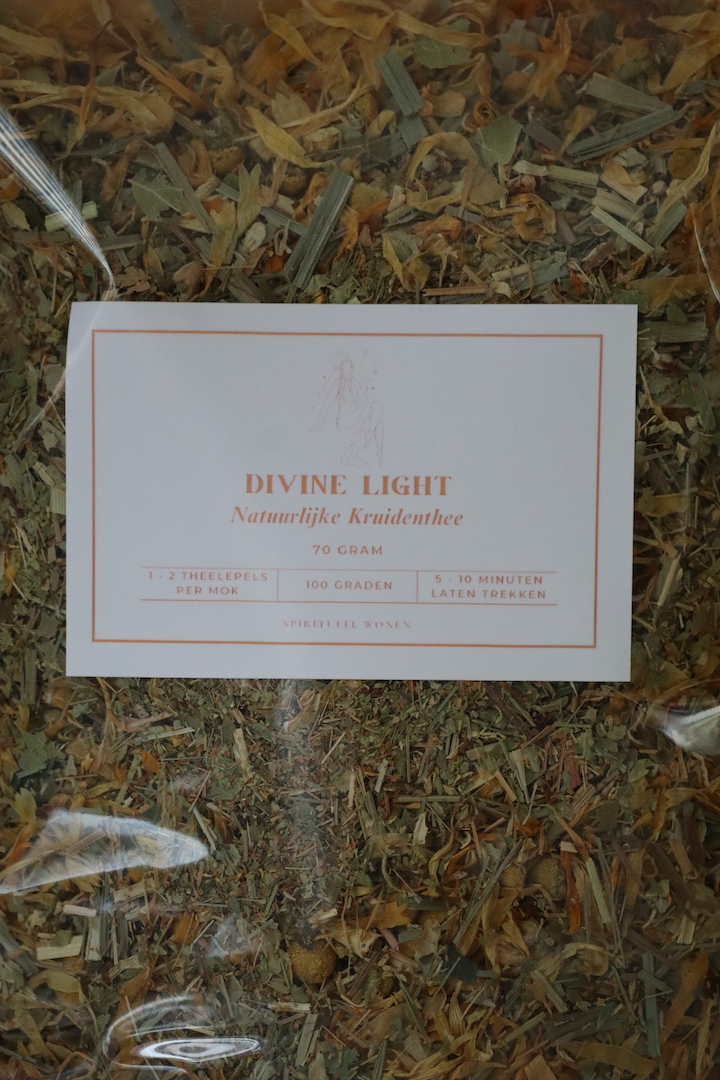 DIVINE LIGHT
Natuurlijke Kruidenthee
70 GRAM
1 - 2 THEELEPELS
PER MOK
100 GRADEN
5 - 10 MINUTEN
LATEN TREKKEN
SPIRITUEEL WONEN